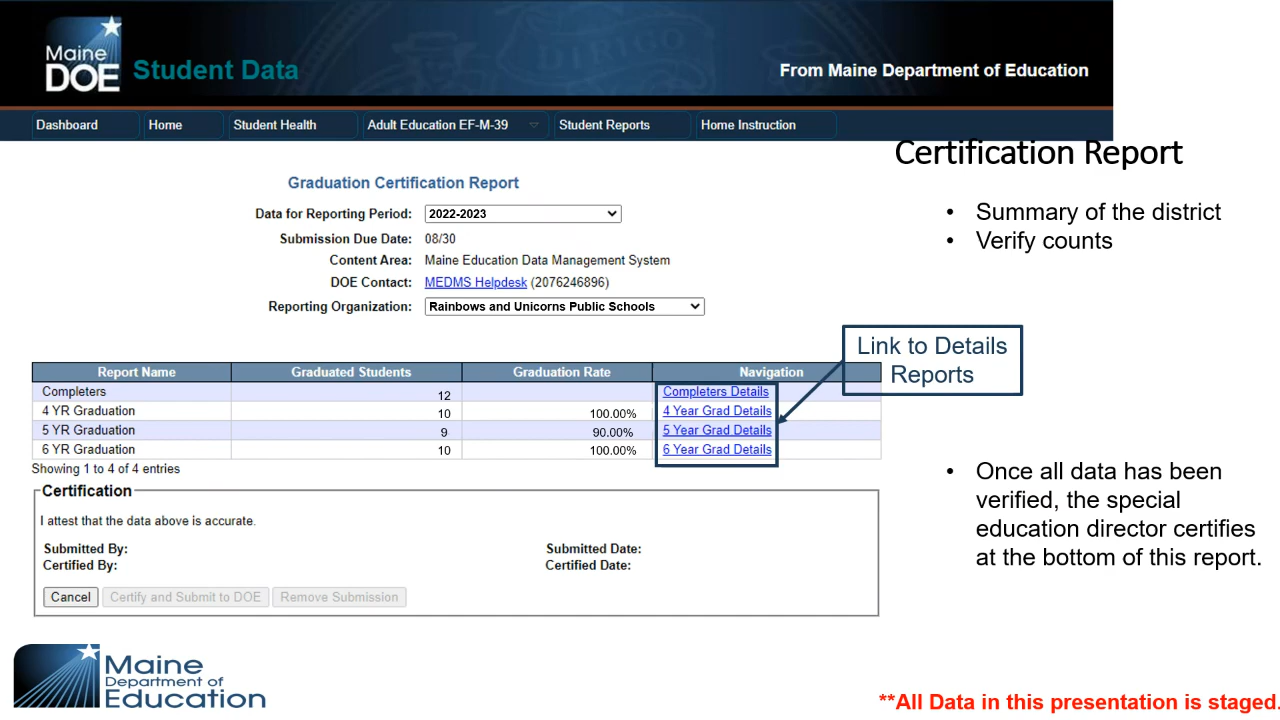 Maine
DOE
Student Data
From Maine Department of Education
Dashboard Home Student Health Adult Education EF-M-39 Student Reports Home Instruction
Certification Report
Graduation Certification Report
Data for Reporting Period: 2022-2023
Submission Due Date: 08/30
Content Area: Maine Education Data Management System
DOE Contact: MEDMS Helpdesk (2076246896)
Reporting Organization: Rainbows and Unicorns Public Schools
• Summary of the district
• Verify counts
Link to Details
Reports
Report Name Graduated Students Graduation Rate Navigation
Completers 12 Completers Details
4 YR Graduation 10 100.00% 4 Year Grad Details
5 YR Graduation 9 90.00% 5 Year Grad Details
6 YR Graduation 10 100.00% 6 Year Grad Details
Showing 1 to 4 of 4 entries
Certification
I attest that the data above is accurate.
Submitted By: Submitted Date:
Certified By: Certified Date:
Cancel Certify and Submit to DOE Remove Submission
• Once all data has been
verified, the special
education director certifies
at the bottom of this report.
Maine
Department of
Education
**All Data in this presentation is staged.